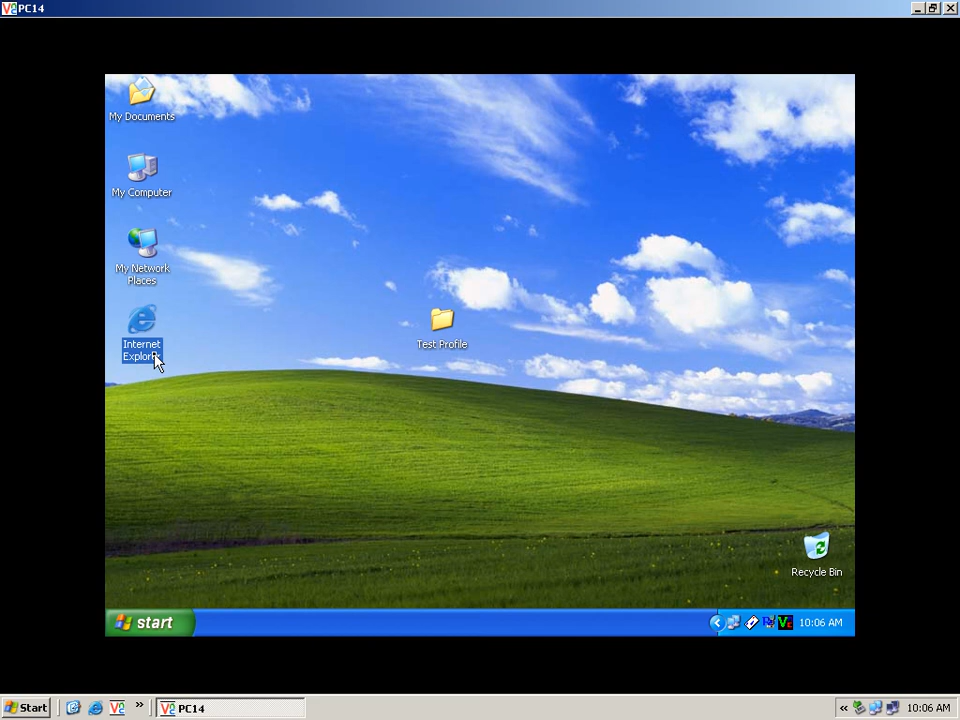 PC14
My Documents
My Computer
My Network
Places
Internet
Explorer
Test Profile
Recycle Bin
start
10:06 AM
Start
PC14
10:06 AM